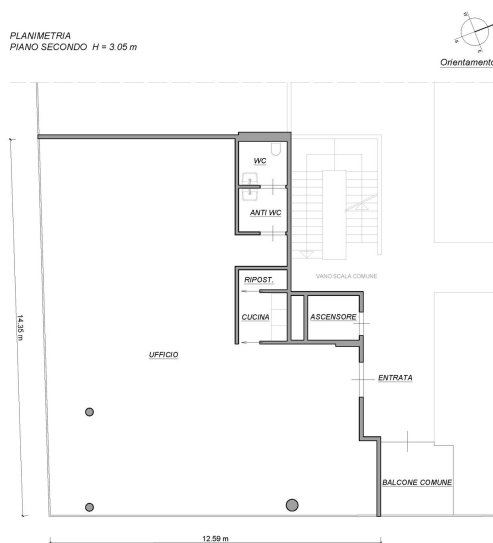 PLANIMETRIA
PIANO SECONDO H = 3.05 m
Orientamento
WC
ANTI WC
VANO SCALA COMUNE
RIPOST.
CUCINA
ASCENSORE
14.35 m
UFFICIO
ENTRATA
BALCONE COMUNE
12.59 m